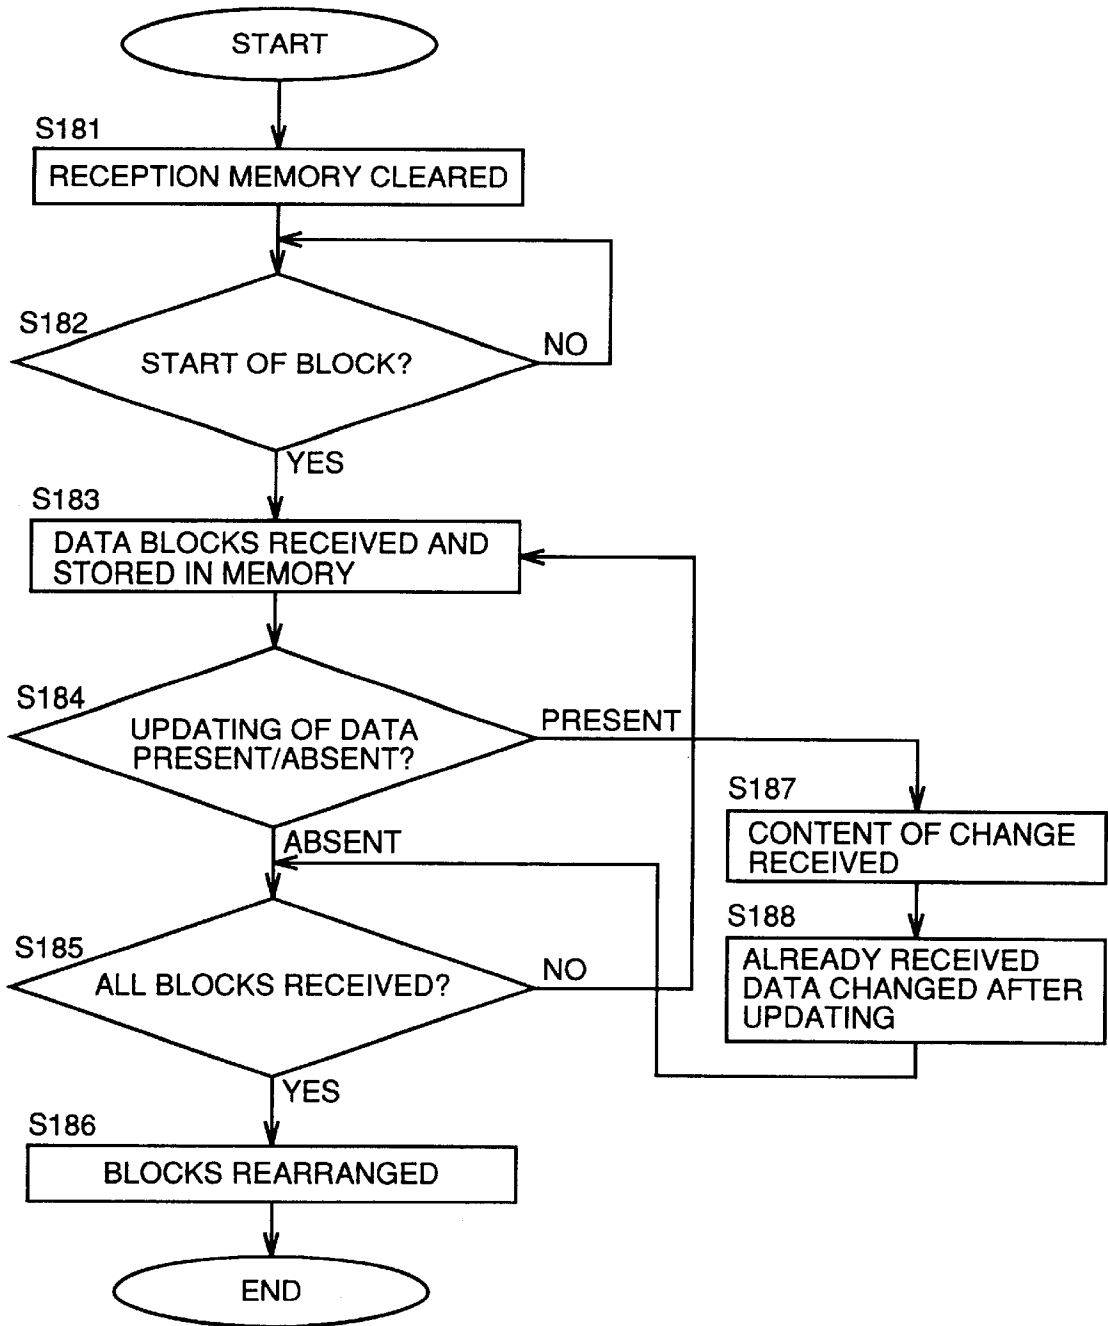 START
S181
RECEPTION MEMORY CLEARED
S182
START OF BLOCK?
NO
YES
S183
DATA BLOCKS RECEIVED AND
STORED IN MEMORY
S184
UPDATING OF DATA
PRESENT/ABSENT?
PRESENT
ABSENT
S187
CONTENT OF CHANGE
RECEIVED
S188
ALREADY RECEIVED
DATA CHANGED AFTER
UPDATING
S185
ALL BLOCKS RECEIVED?
NO
YES
S186
BLOCKS REARRANGED
END